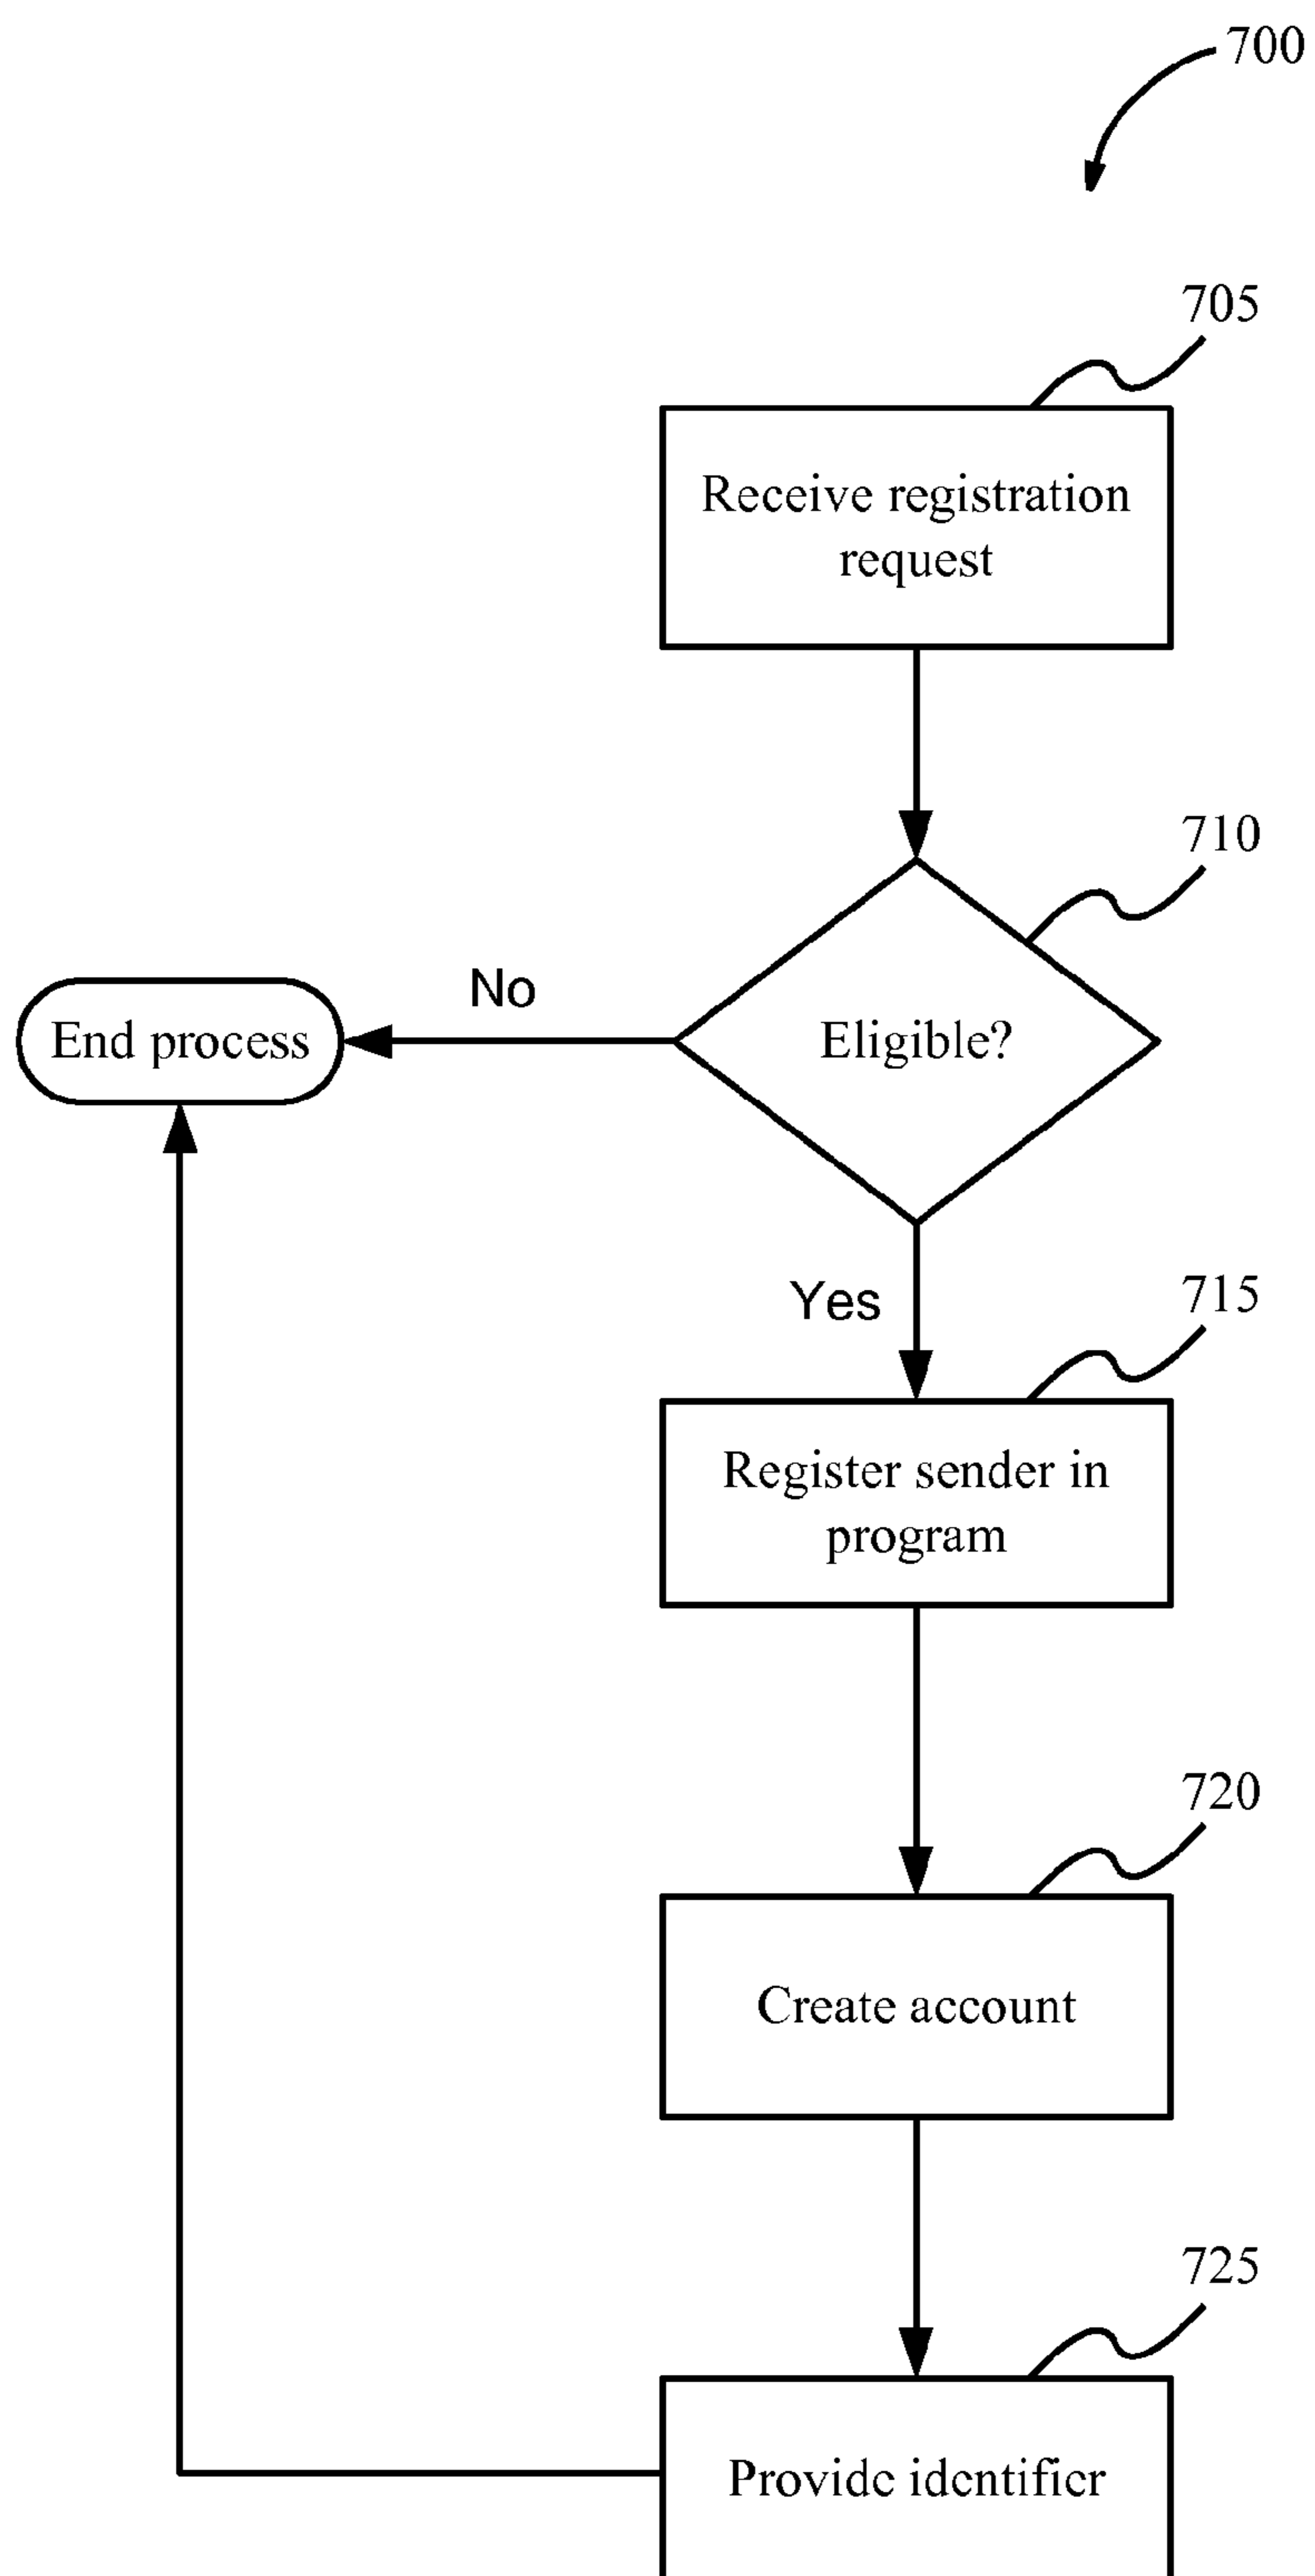 700
705
Receive registration
request
710
Eligible?
No
End process
Yes
715
Register sender in
program
720
Create account
725
Provide identifier